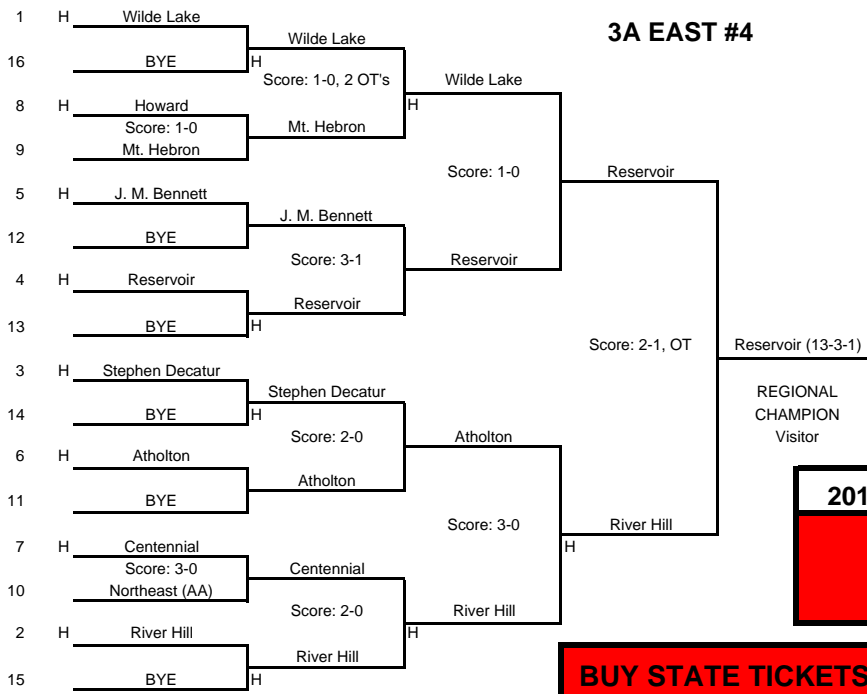 3A EAST #4
1 H Wilde Lake
16 BYE H
Wilde Lake
Score: 1-0, 2 OT's
8 H Howard
Score: 1-0
9 Mt. Hebron
Mt. Hebron
Wilde Lake
H
Score: 1-0
5 H J. M. Bennett
12 BYE
J. M. Bennett
Score: 3-1
4 H Reservoir
13 BYE H
Reservoir
Reservoir
Reservoir
Score: 2-1, OT
Reservoir (13-3-1)
REGIONAL
CHAMPION
Visitor
3 H Stephen Decatur
14 BYE H
Stephen Decatur
Score: 2-0
6 H Atholton
11 BYE
Atholton
Atholton
Score: 3-0
River Hill
H
7 H Centennial
Score: 3-0
10 Northeast (AA)
Centennial
Score: 2-0
2 H River Hill
15 BYE H
River Hill
River Hill
H
201
BUY STATE TICKETS